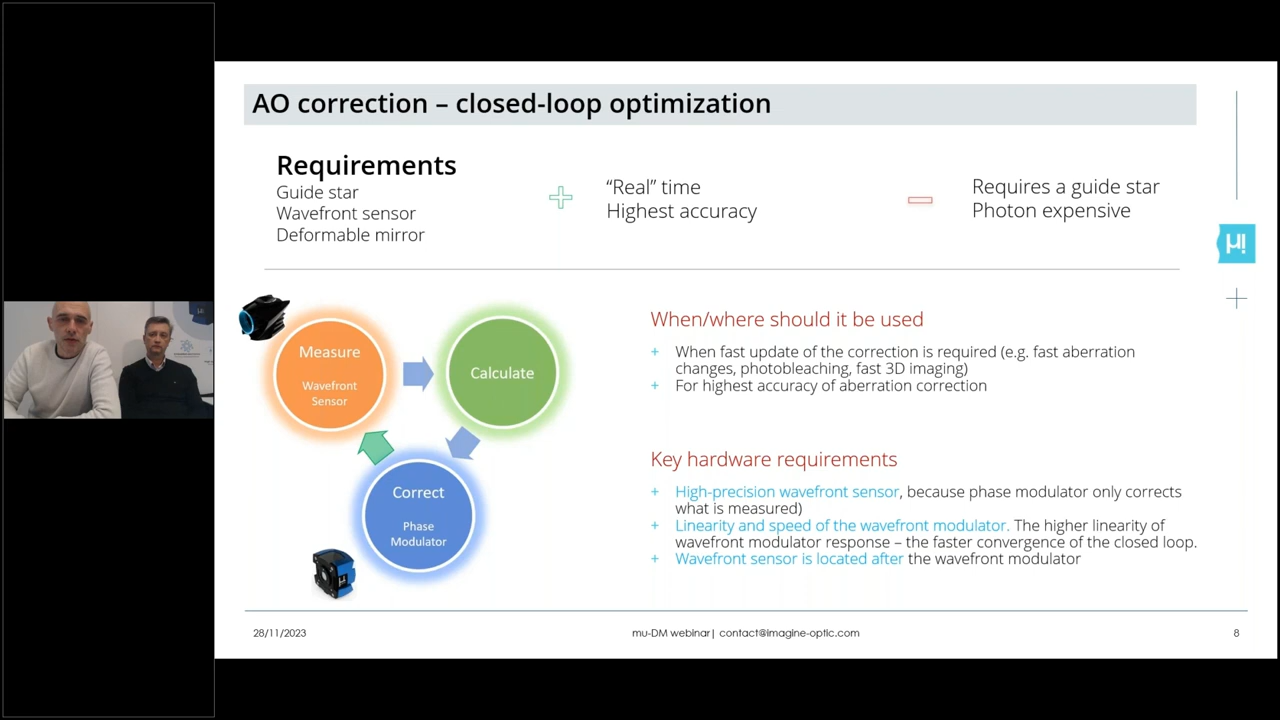 AO correction – closed-loop optimization
Requirements
Guide star
Wavefront sensor
Deformable mirror
“Real” time
Highest accuracy
Requires a guide star
Photon expensive
µi
Measure
Wavefront
Sensor
Calculate
Correct
Phase
Modulator
When/where should it be used
+ When fast update of the correction is required (e.g. fast aberration
changes, photobleaching, fast 3D imaging)
+ For highest accuracy of aberration correction
Key hardware requirements
+ High-precision wavefront sensor, because phase modulator only corrects
what is measured)
+ Linearity and speed of the wavefront modulator. The higher linearity of
wavefront modulator response – the faster convergence of the closed loop.
+ Wavefront sensor is located after the wavefront modulator
28/11/2023
mu-DM webinar| contact@imagine-optic.com
8